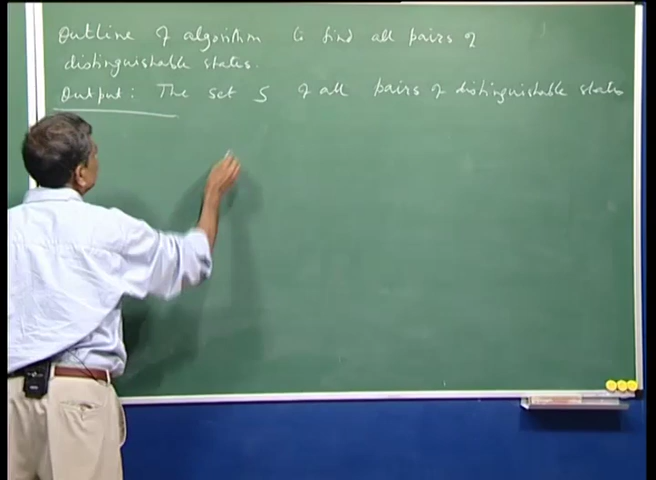 Outline of algorithm to find all pairs of
distinguishable states.
Output: The set S of all pairs of distinguishable states